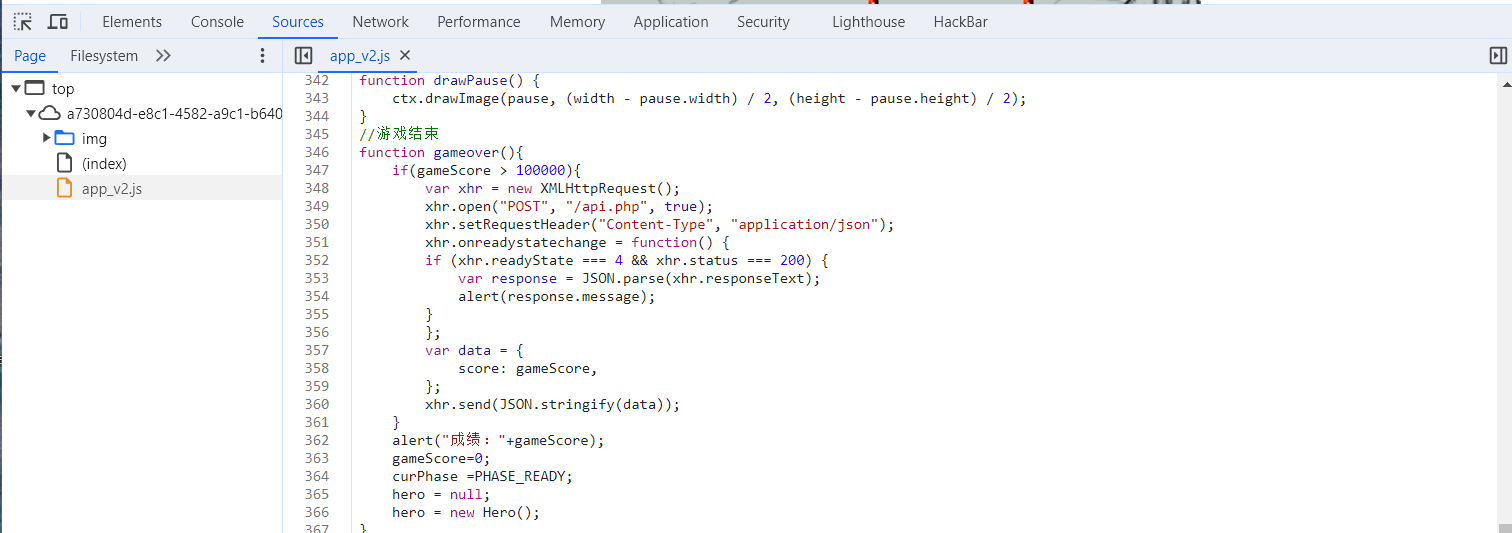 Elements Console Sources Network Performance Memory Application Security Lighthouse HackBar
Page Filesystem app_v2.js
top
a730804d-e8c1-4582-a9c1-b640
img
(index)
app_v2.js
342 function drawPause() {
343 ctx.drawImage(pause, (width - pause.width) / 2, (height - pause.height) / 2);
344 }
345 //游戏结束
346 function gameover(){
347 if(gameScore > 100000){
348 var xhr = new XMLHttpRequest();
349 xhr.open("POST", "/api.php", true);
350 xhr.setRequestHeader("Content-Type", "application/json");
351 xhr.onreadystatechange = function() {
352 if (xhr.readyState === 4 && xhr.status === 200) {
353 var response = JSON.parse(xhr.responseText);
354 alert(response.message);
355 }
356 };
357 var data = {
358 score: gameScore,
359 };
360 xhr.send(JSON.stringify(data));
361 }
362 alert("成绩："+gameScore);
363 gameScore=0;
364 curPhase =PHASE_READY;
365 hero = null;
366 hero = new Hero();
367 }